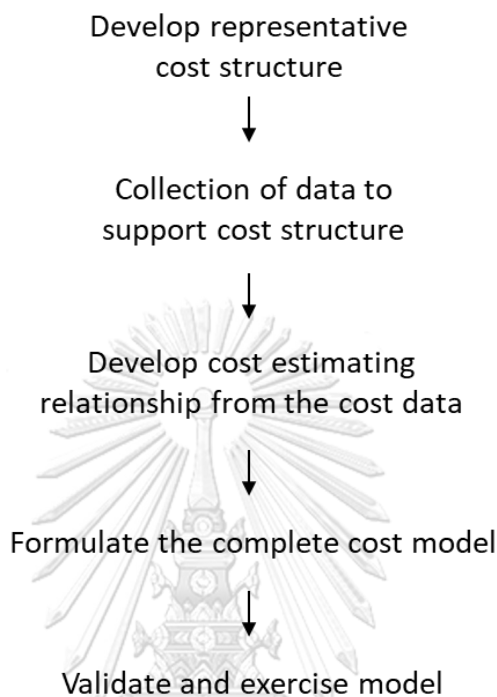 Develop representative
cost structure
Collection of data to
support cost structure
Develop cost estimating
relationship from the cost data
Formulate the complete cost model
Validate and exercise model